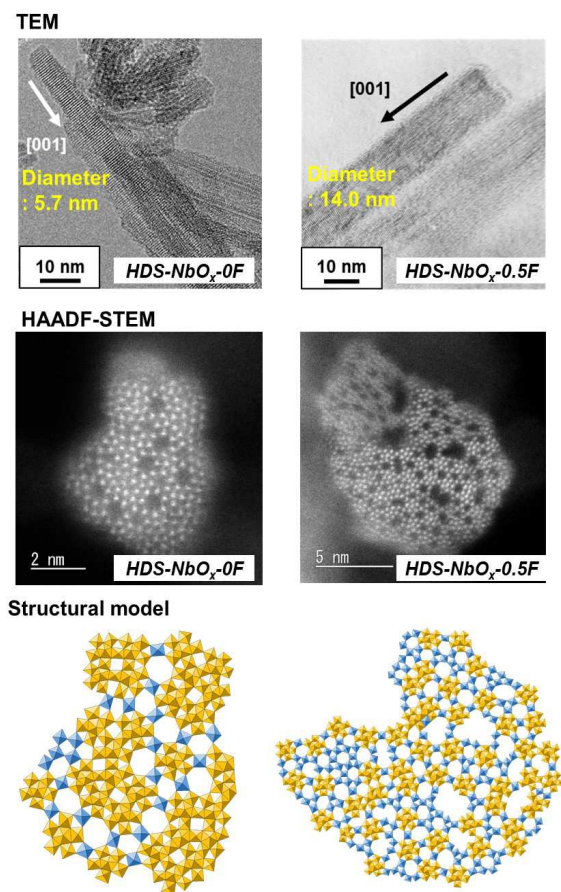 TEM
[001]
Diameter
: 5.7 nm
10 nm
HDS-NbOₓ-0F
[001]
Diameter
: 14.0 nm
10 nm
HDS-NbOₓ-0.5F
HAADF-STEM
2 nm
HDS-NbOₓ-0F
5 nm
HDS-NbOₓ-0.5F
Structural model